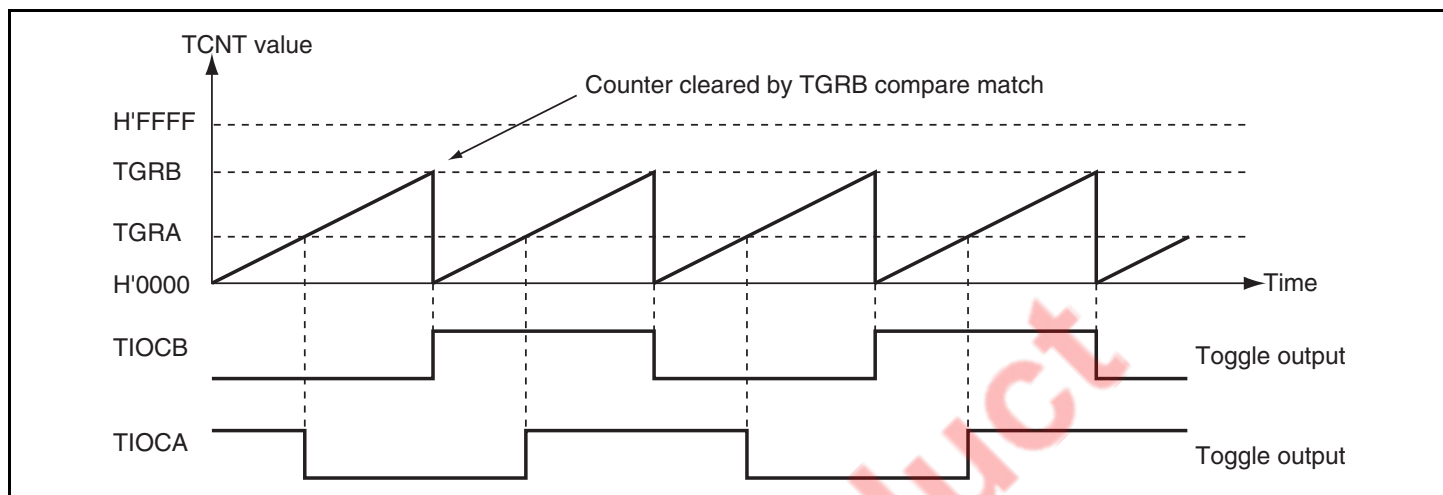 TCNT value
Counter cleared by TGRB compare match
H'FFFF
TGRB
TGRA
H'0000
Time
TIOCB
Toggle output
TIOCA
Toggle output